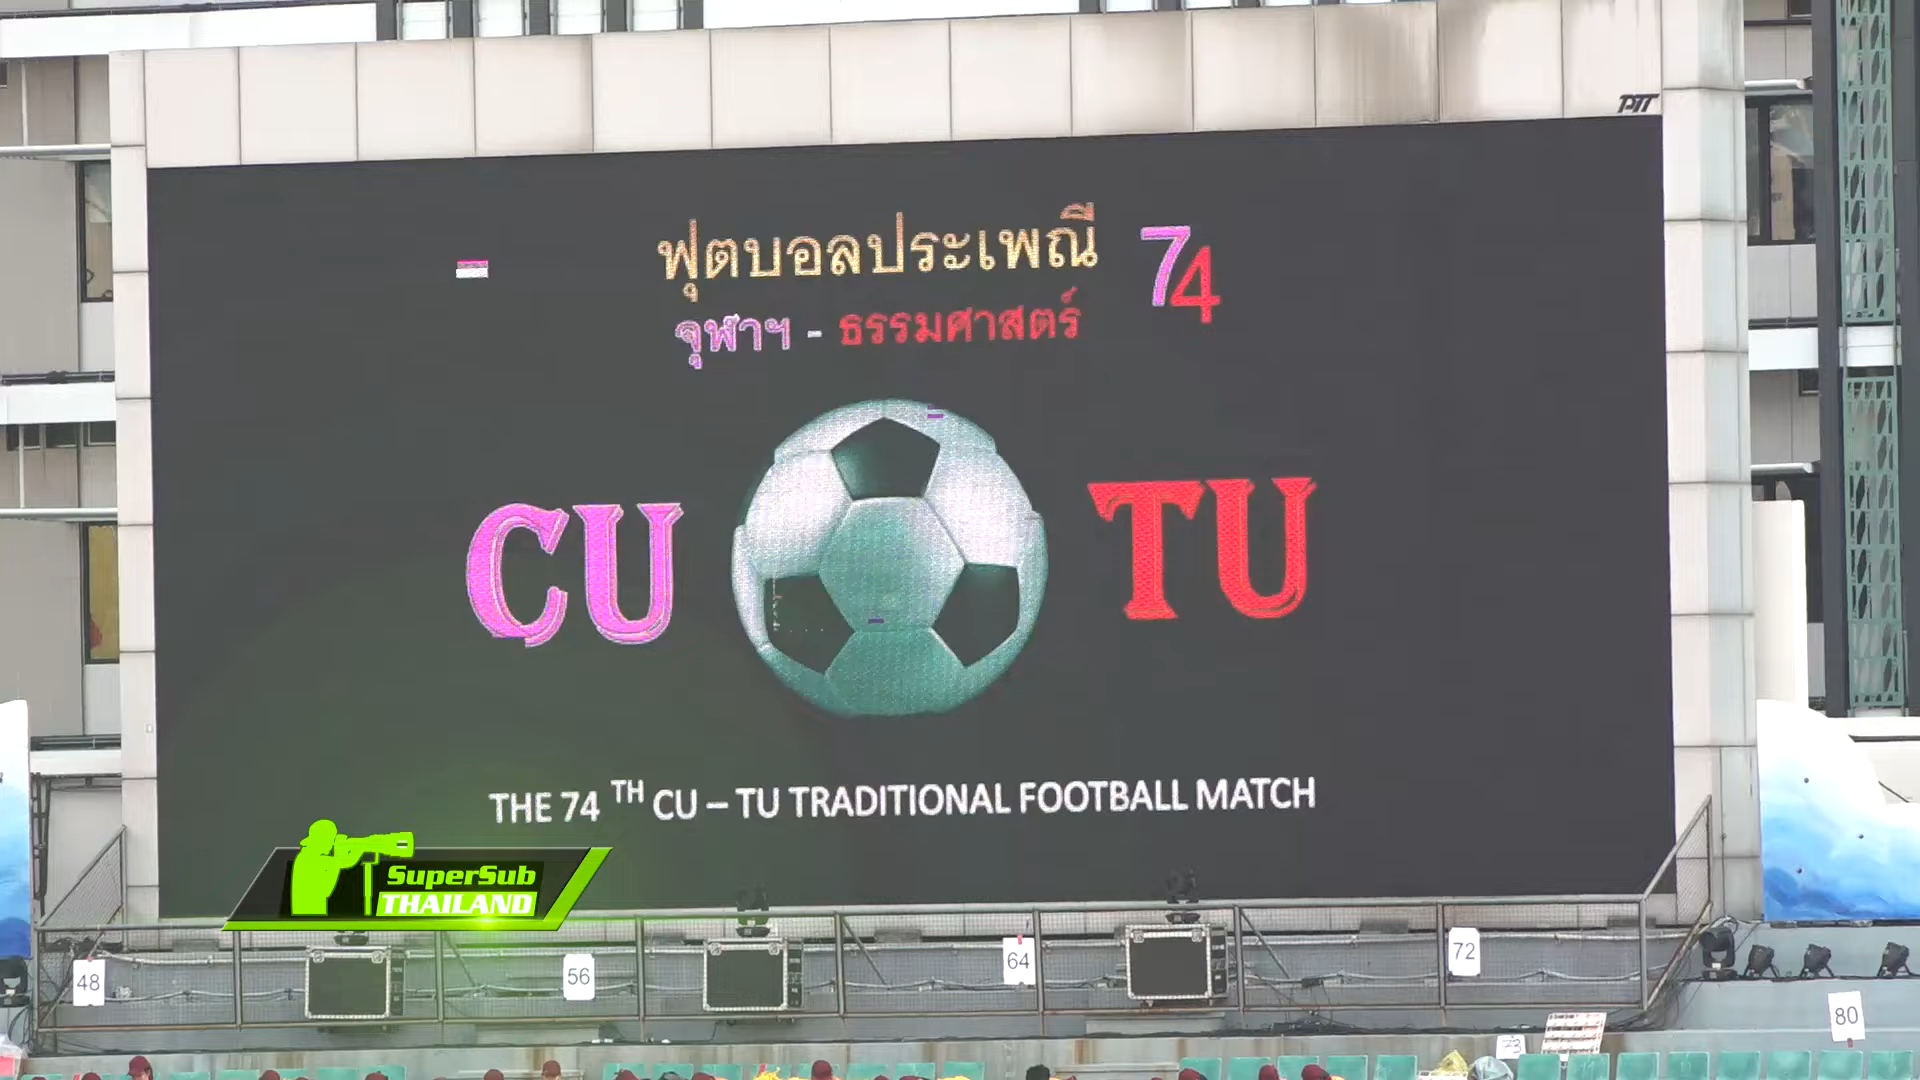 PTT
ฟุตบอลประเพณี 74
จุฬาฯ - ธรรมศาสตร์
CU TU
THE 74 TH CU – TU TRADITIONAL FOOTBALL MATCH
SuperSub
THAILAND
48 56 64 72
80
73